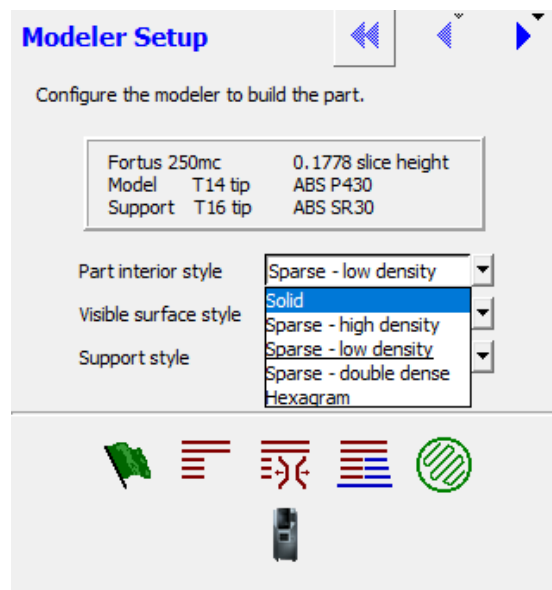 Modeler Setup
Configure the modeler to build the part.
Fortus 250mc 0.1778 slice height
Model T14 tip ABS P430
Support T16 tip ABS SR30
Part interior style Sparse - low density
Solid
Visible surface style Sparse - high density
Sparse - low density
Support style Sparse - double dense
Hexagram